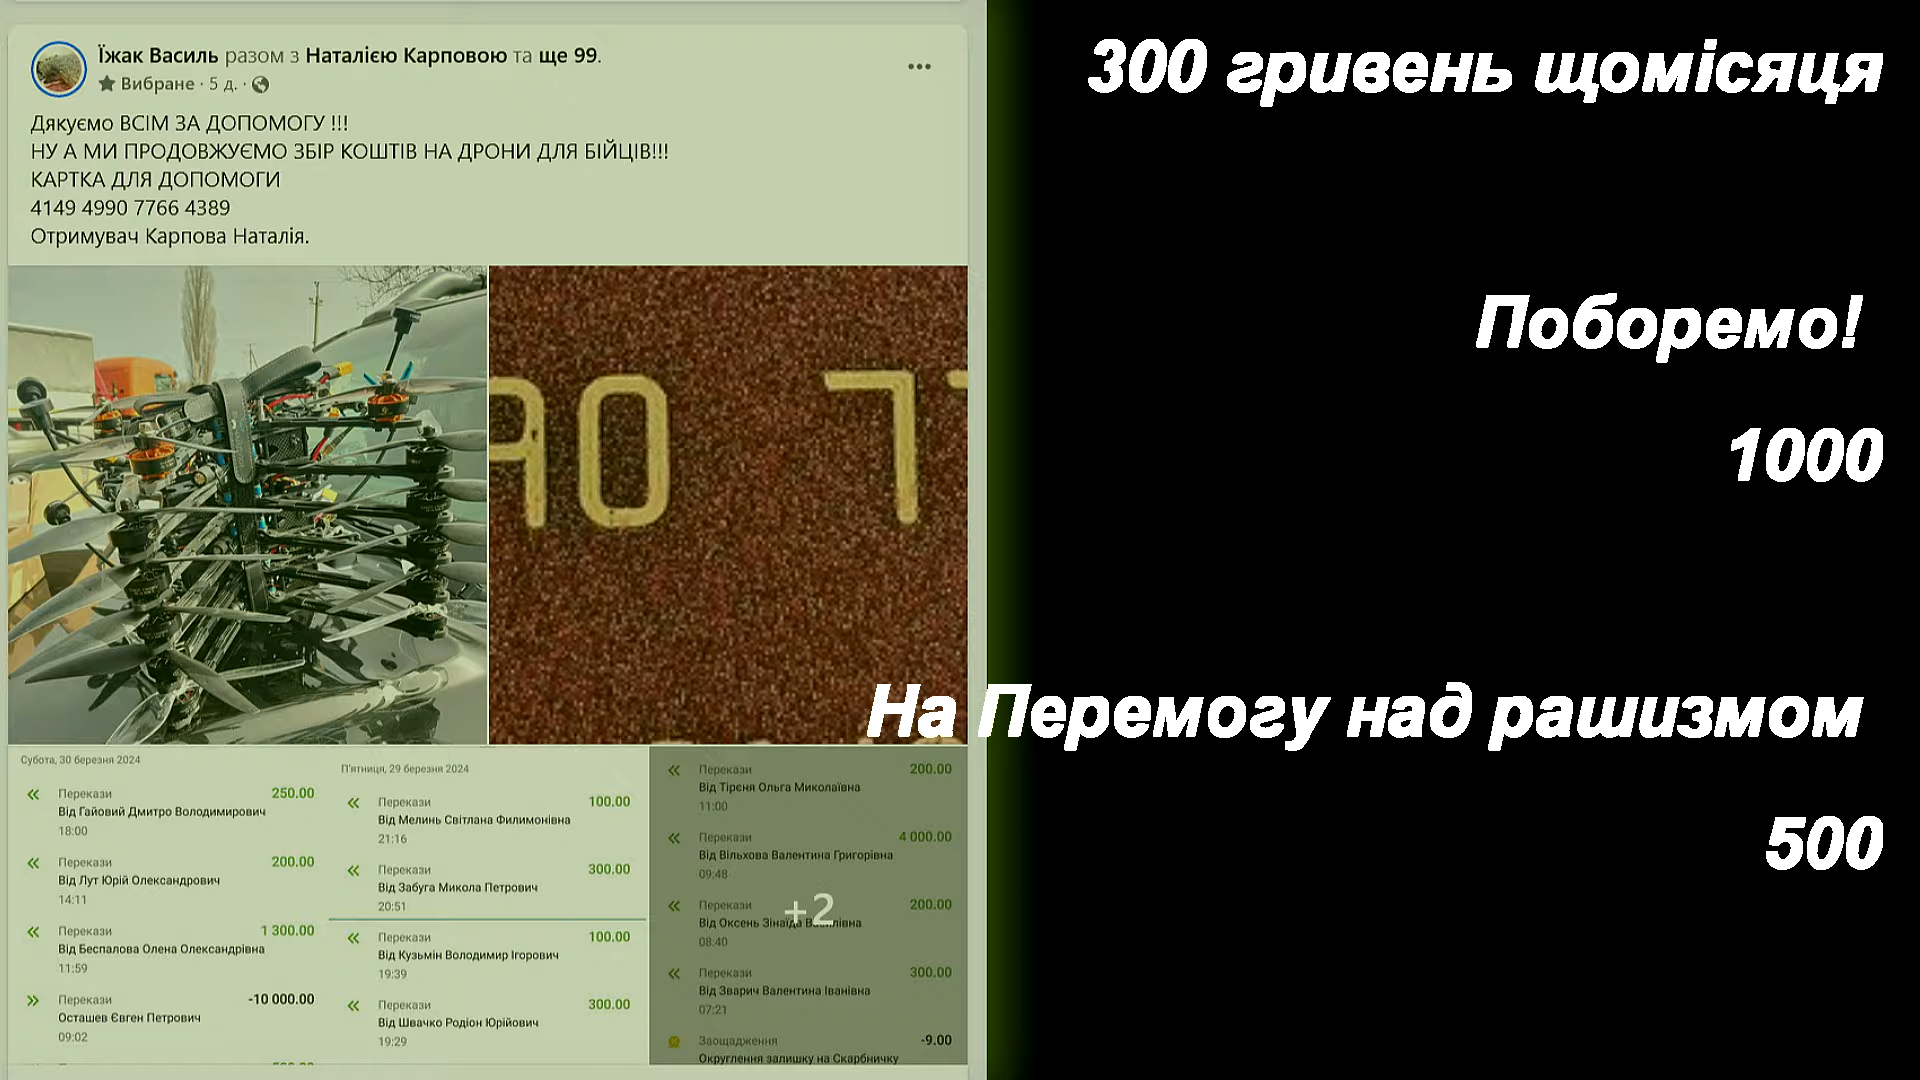 Їжак Василь разом з Наталією Карповою та ще 99.
Вибране · 5 д. ·
Дякуємо ВСІМ ЗА ДОПОМОГУ !!!
НУ А МИ ПРОДОВЖУЄМО ЗБІР КОШТІВ НА ДРОНИ ДЛЯ БІЙЦІВ!!!
КАРТКА ДЛЯ ДОПОМОГИ
4149 4990 7766 4389
Отримувач Карпова Наталія.
90 7
Субота, 30 березня 2024
Перекази 250.00
Від Гайовий Дмитро Володимирович
18:00
Перекази 200.00
Від Лут Юрій Олександрович
14:11
Перекази 1 300.00
Від Беспалова Олена Олександрівна
11:59
Перекази -10 000.00
Осташев Євген Петрович
09:02
П'ятниця, 29 березня 2024
Перекази 100.00
Від Мелинь Світлана Филимонівна
21:16
Перекази 300.00
Від Забуга Микола Петрович
20:51
Перекази 100.00
Від Кузьмін Володимир Ігорович
19:39
Перекази 300.00
Від Швачко Родіон Юрійович
19:29
Перекази 200.00
Від Тірєня Ольга Миколаївна
11:00
Перекази 4 000.00
Від Вільхова Валентина Григорівна
09:48
Перекази 200.00
Від Оксень Зінаїда Василівна
08:40
+2
Перекази 300.00
Від Зварич Валентина Іванівна
07:21
Заощадження -9.00
Округлення залишку на Скарбничку
300 гривень щомісяця
Поборемо!
1000
На Перемогу над рашизмом
500